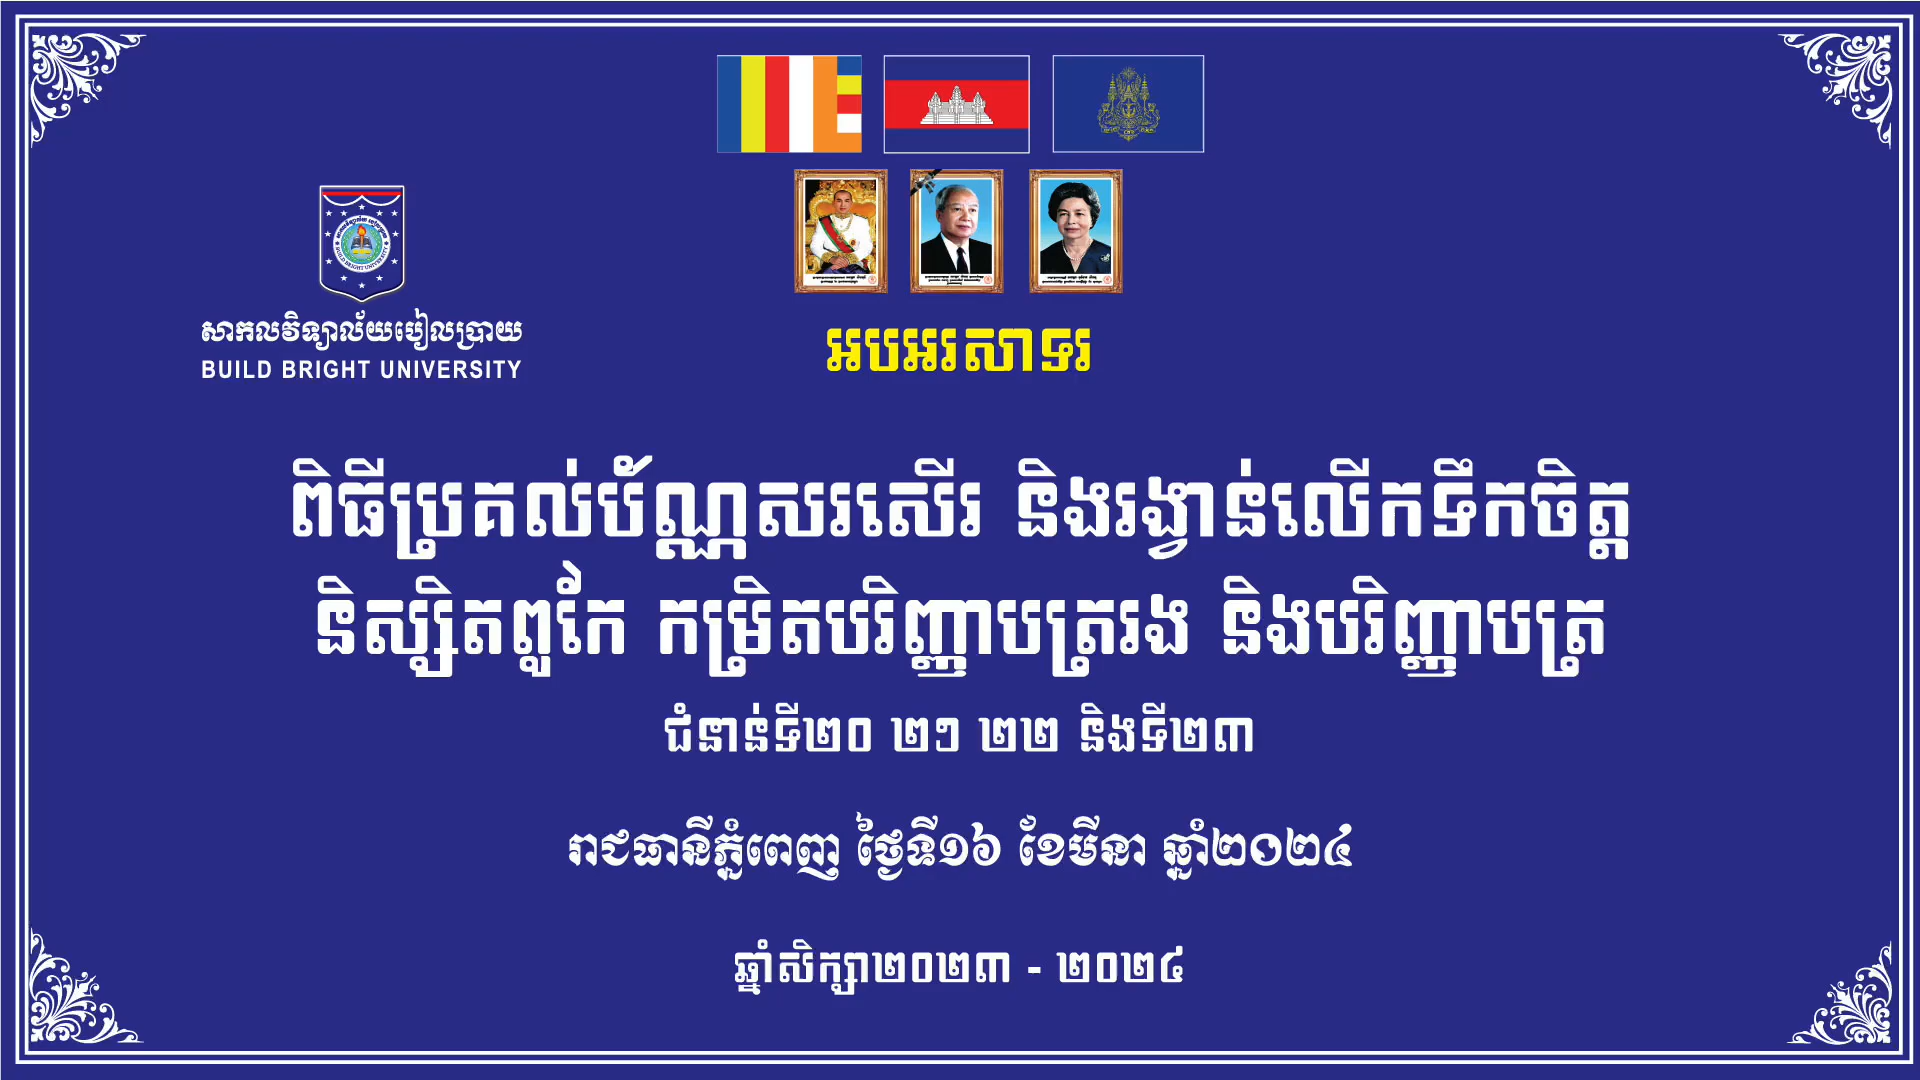 សាកលវិទ្យាល័យបៀលប្រាយ
BUILD BRIGHT UNIVERSITY
BUILD BRIGHT UNIVERSITY
អបអរសាទរ
ពិធីប្រគល់ប័ណ្ណសរសើរ និងរង្វាន់លើកទឹកចិត្ត
និស្សិតពូកែ កម្រិតបរិញ្ញាបត្ររង និងបរិញ្ញាបត្រ
ជំនាន់ទី២០ ២១ ២២ និងទី២៣
រាជធានីភ្នំពេញ ថ្ងៃទី១៦ ខែមីនា ឆ្នាំ២០២៤
ឆ្នាំសិក្សា២០២៣ - ២០២៤